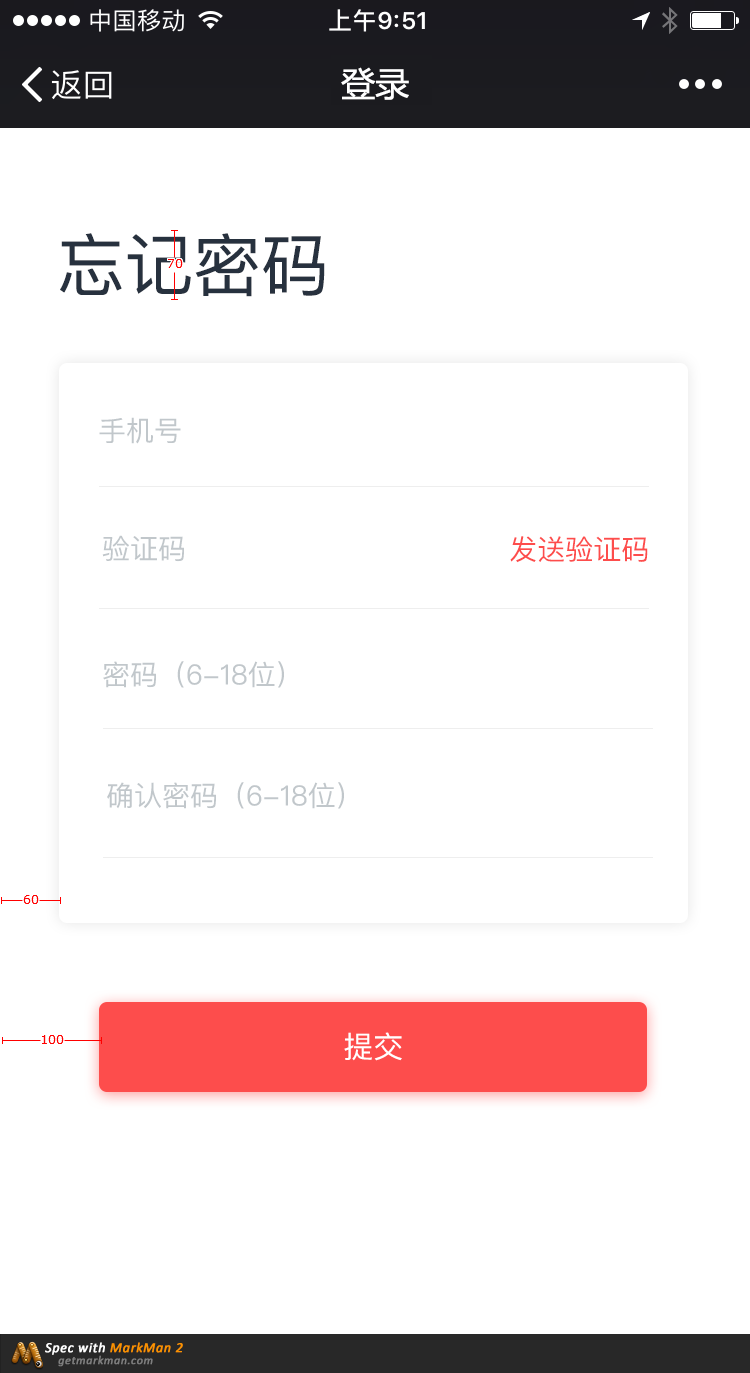 中国移动 上午9:51
返回 登录
忘记密码
70
手机号
验证码 发送验证码
密码（6-18位）
确认密码（6-18位）
60
100
提交
Spec with MarkMan 2
getmarkman.com